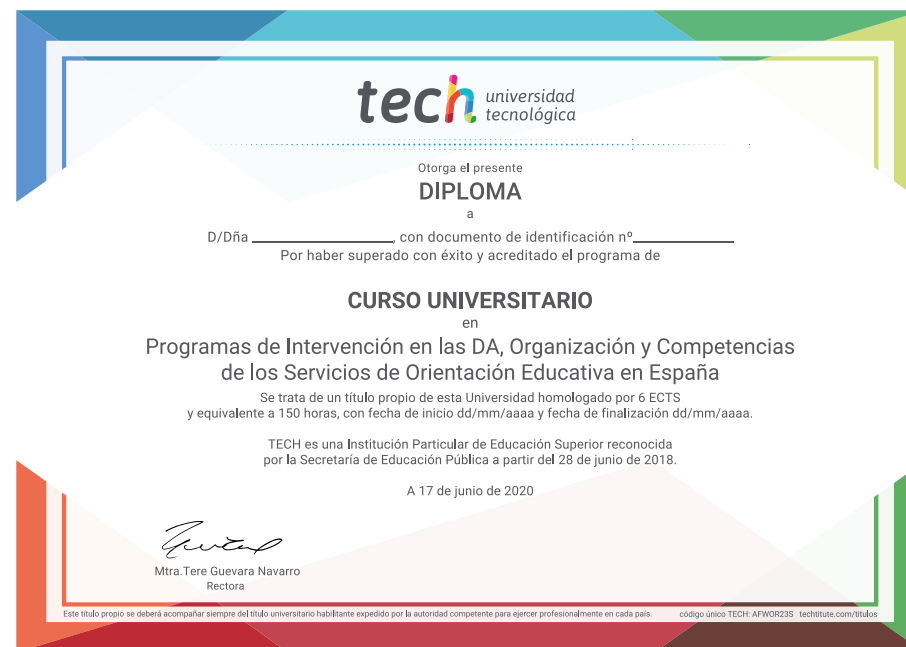 tech universidad
tecnológica
Otorga el presente
DIPLOMA
a
D/Dña ____________________, con documento de identificación nº______________
Por haber superado con éxito y acreditado el programa de
CURSO UNIVERSITARIO
en
Programas de Intervención en las DA, Organización y Competencias
de los Servicios de Orientación Educativa en España
Se trata de un título propio de esta Universidad homologado por 6 ECTS
y equivalente a 150 horas, con fecha de inicio dd/mm/aaaa y fecha de finalización dd/mm/aaaa.
TECH es una Institución Particular de Educación Superior reconocida
por la Secretaría de Educación Pública a partir del 28 de junio de 2018.
A 17 de junio de 2020
Mtra.Tere Guevara Navarro
Rectora
Este título propio se deberá acompañar siempre del título universitario habilitante expedido por la autoridad competente para ejercer profesionalmente en cada país. código único TECH: AFWOR23S techtitute.com/titulos